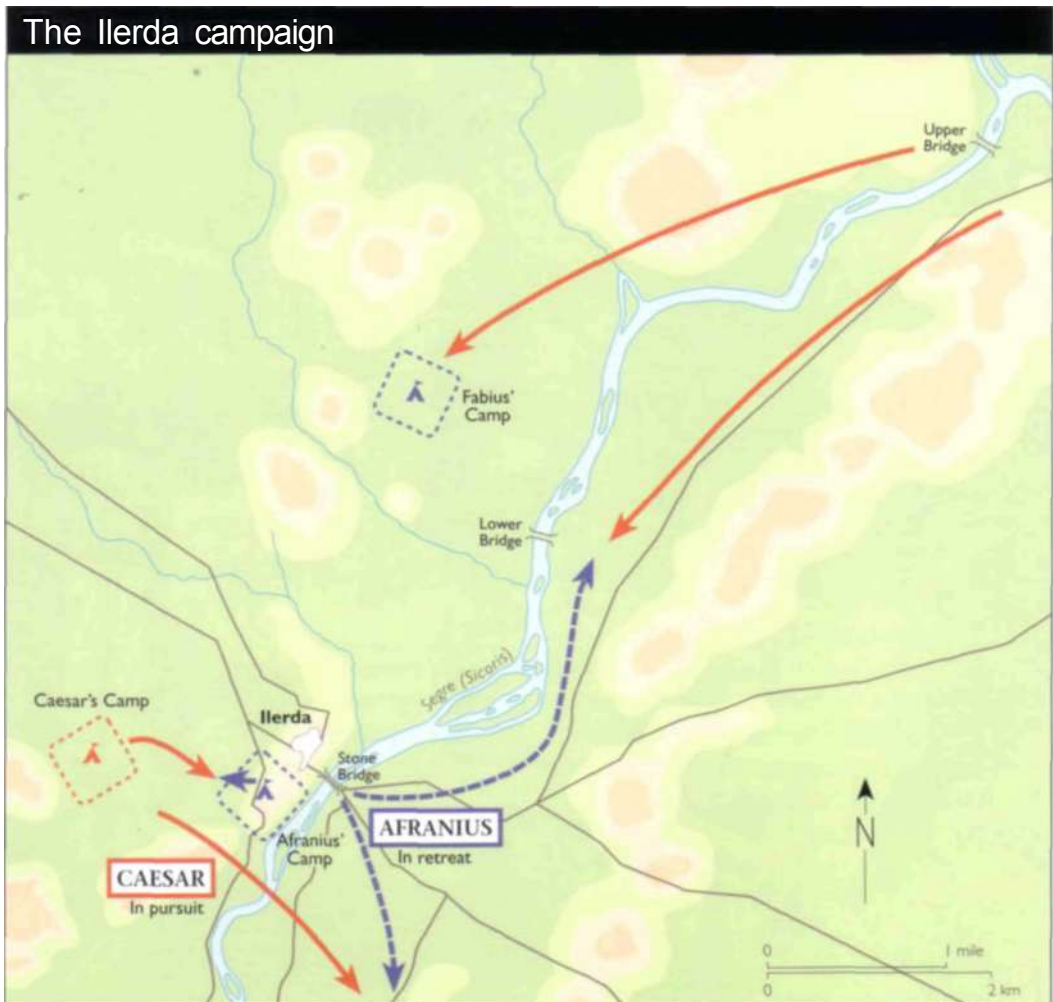 The Ilerda campaign
Upper
Bridge
Fabius'
Camp
Lower
Bridge
Segre (Sicoris)
Caesar's Camp
Ilerda
Stone
Bridge
AFRANIUS
In retreat
Afranius'
Camp
CAESAR
In pursuit
N
0 1 mile
0 2 km